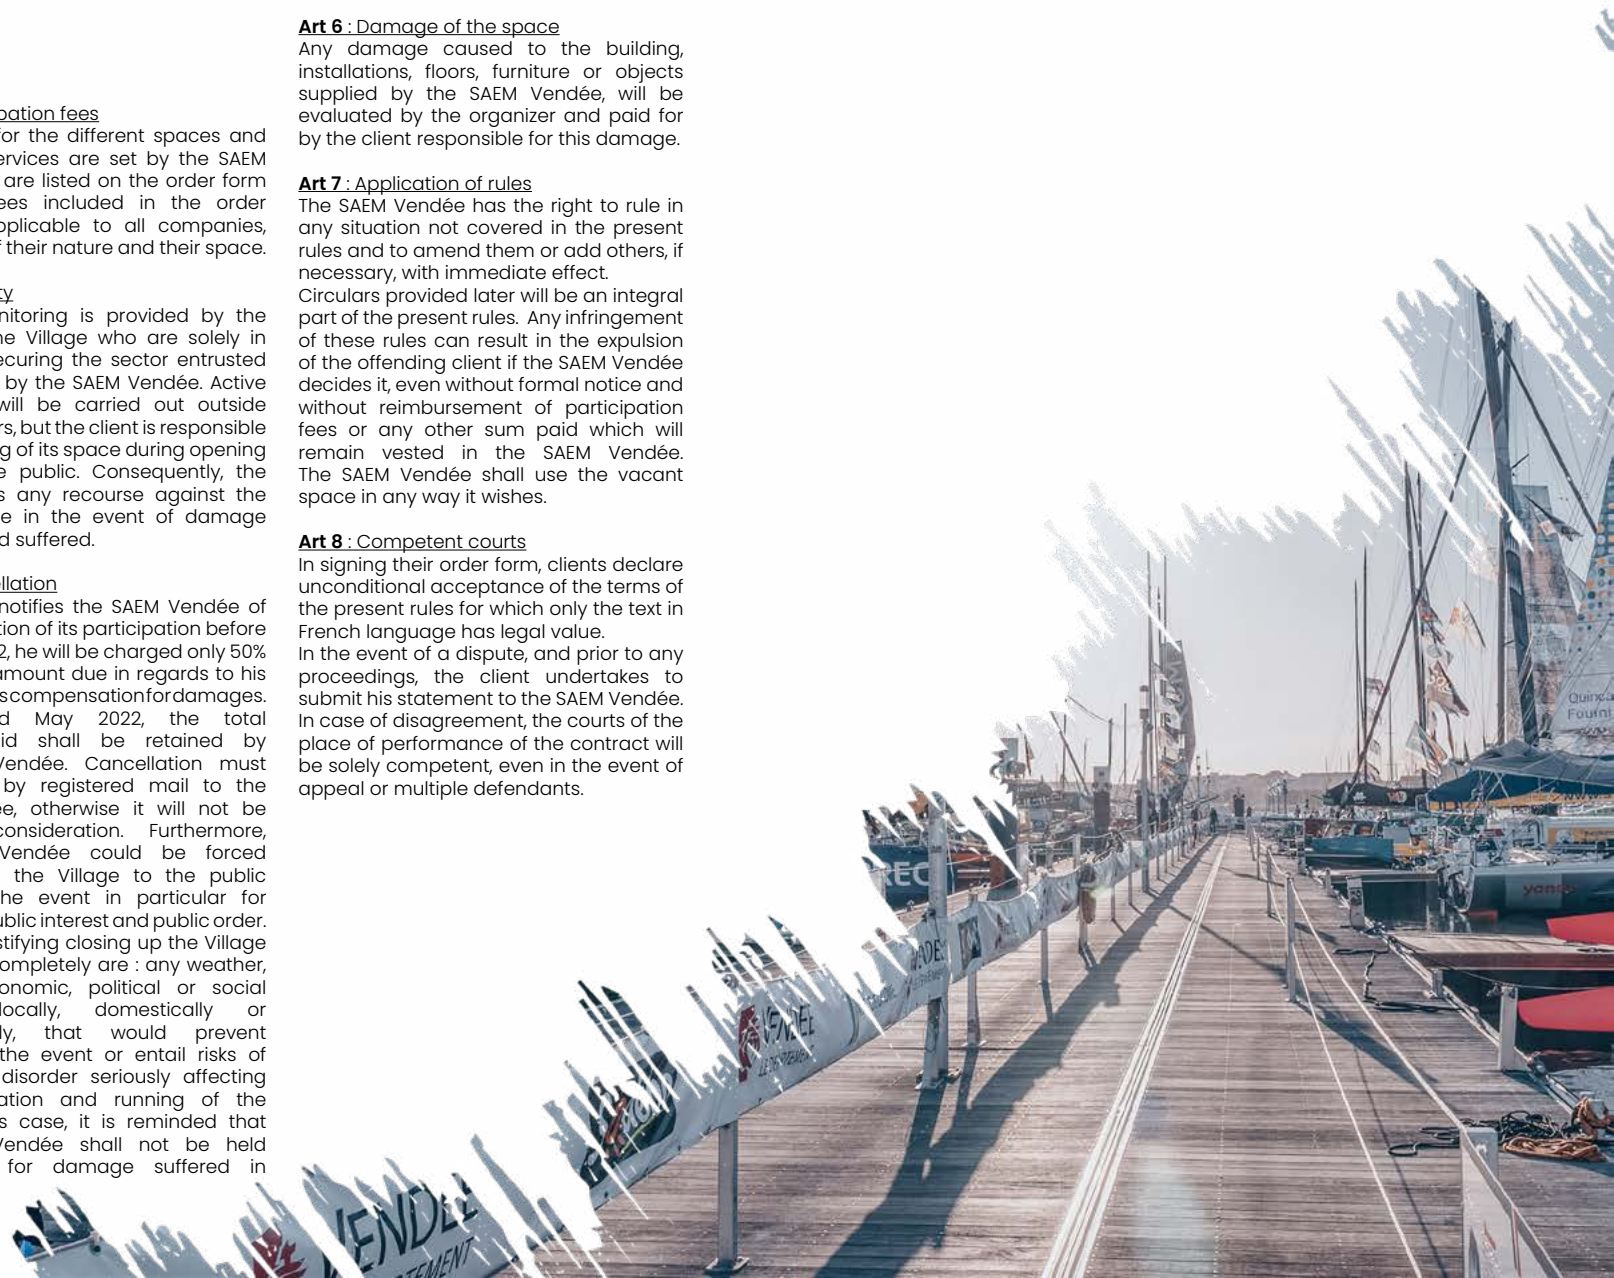 pation fees
for the different spaces and
ervices are set by the SAEM
are listed on the order form
ees included in the order
pplicable to all companies,
f their nature and their space.
ty
nitoring is provided by the
he Village who are solely in
ecuring the sector entrusted
by the SAEM Vendée. Active
will be carried out outside
rs, but the client is responsible
g of its space during opening
e public. Consequently, the
s any recourse against the
e in the event of damage
d suffered.
ellation
notifies the SAEM Vendée of
tion of its participation before
2, he will be charged only 50%
amount due in regards to his
s compensation for damages.
d May 2022, the total
id shall be retained by
Vendée. Cancellation must
by registered mail to the
ee, otherwise it will not be
consideration. Furthermore,
Vendée could be forced
the Village to the public
he event in particular for
ublic interest and public order.
stifying closing up the Village
ompletely are : any weather,
onomic, political or social
locally, domestically or
ly, that would prevent
the event or entail risks of
disorder seriously affecting
ation and running of the
s case, it is reminded that
Vendée shall not be held
for damage suffered in
Art 6 : Damage of the space
Any damage caused to the building,
installations, floors, furniture or objects
supplied by the SAEM Vendée, will be
evaluated by the organizer and paid for
by the client responsible for this damage.
Art 7 : Application of rules
The SAEM Vendée has the right to rule in
any situation not covered in the present
rules and to amend them or add others, if
necessary, with immediate effect.
Circulars provided later will be an integral
part of the present rules. Any infringement
of these rules can result in the expulsion
of the offending client if the SAEM Vendée
decides it, even without formal notice and
without reimbursement of participation
fees or any other sum paid which will
remain vested in the SAEM Vendée.
The SAEM Vendée shall use the vacant
space in any way it wishes.
Art 8 : Competent courts
In signing their order form, clients declare
unconditional acceptance of the terms of
the present rules for which only the text in
French language has legal value.
In the event of a dispute, and prior to any
proceedings, the client undertakes to
submit his statement to the SAEM Vendée.
In case of disagreement, the courts of the
place of performance of the contract will
be solely competent, even in the event of
appeal or multiple defendants.
REC
VENDÉE
VENDÉE
LE DÉPARTEMENT
VENDÉE